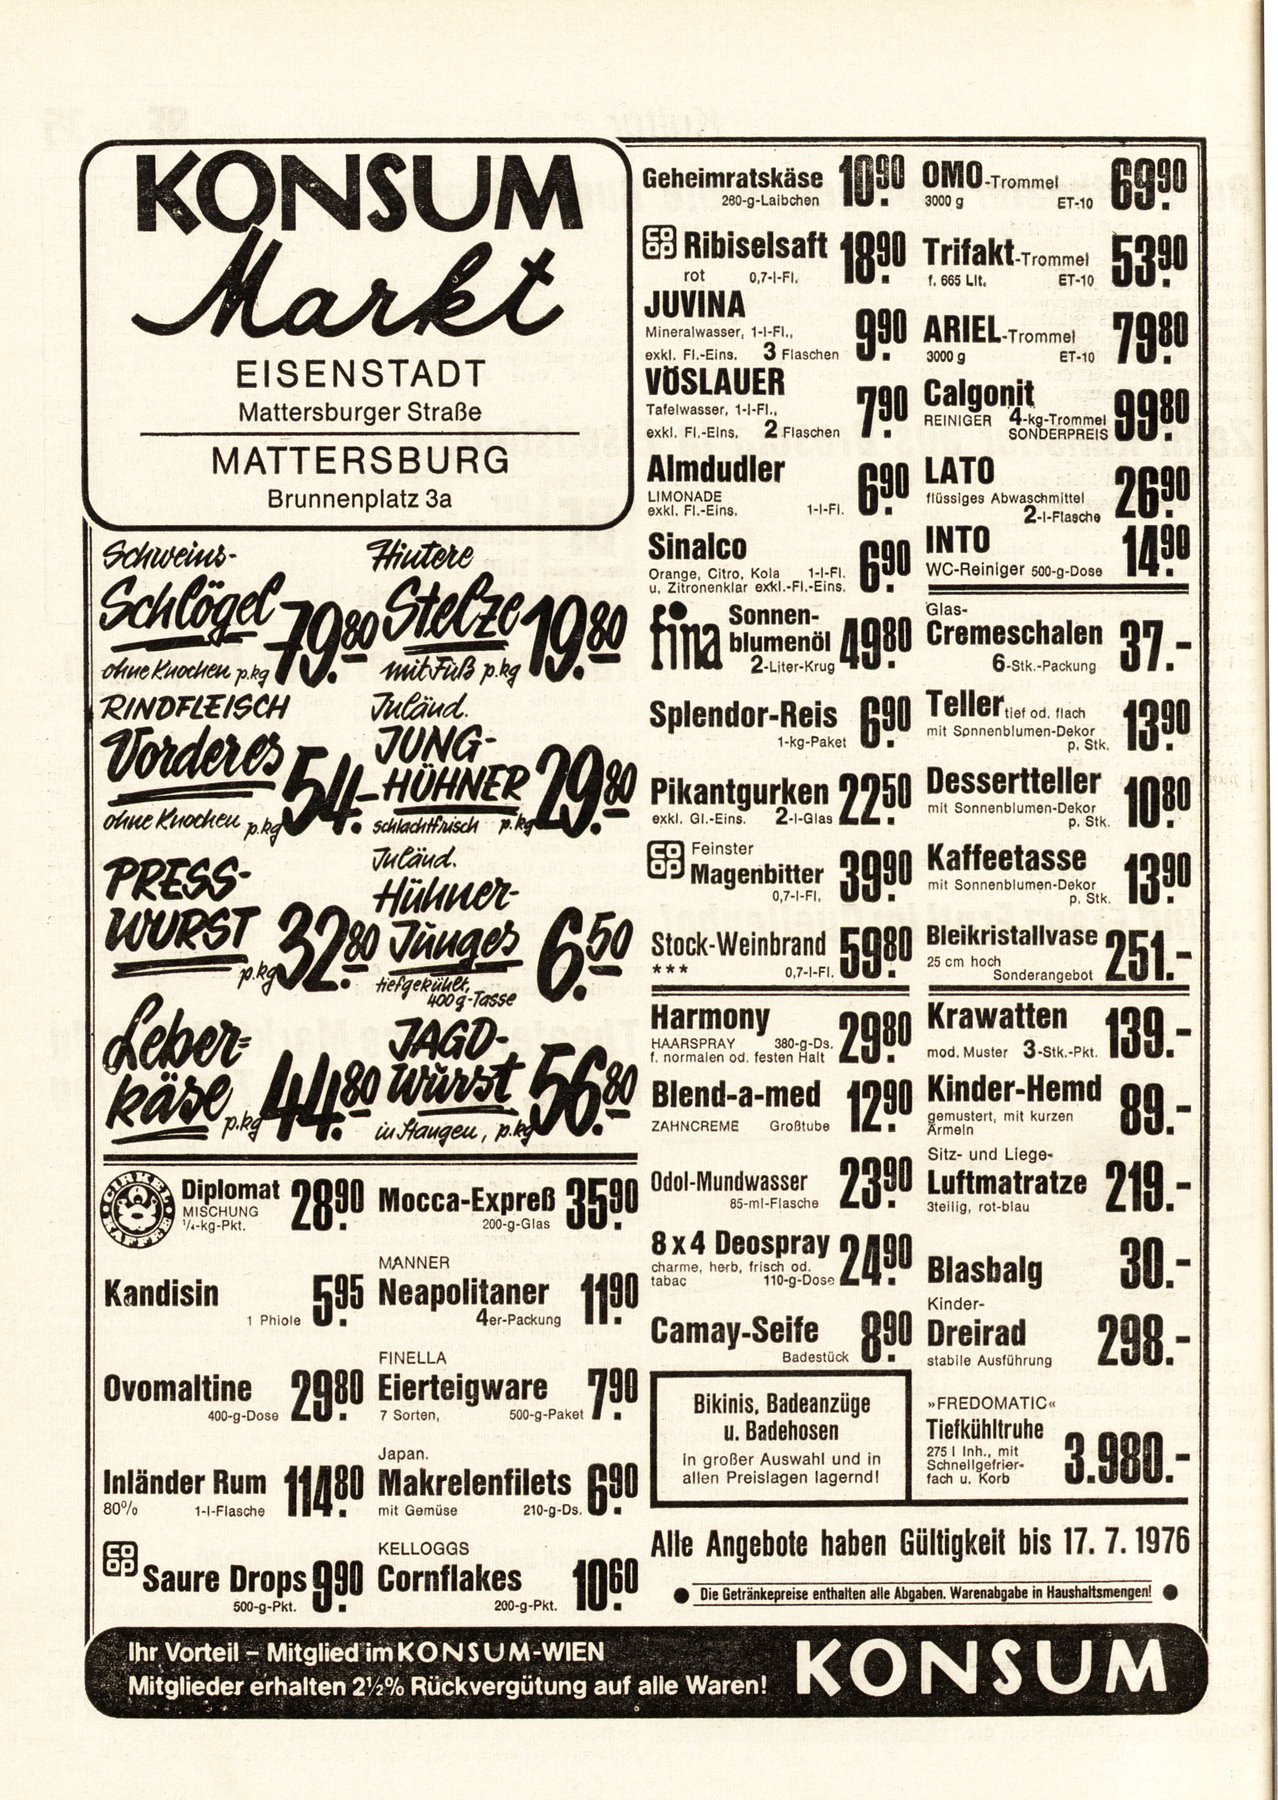 KONSUM
Markt
EISENSTADT
Mattersburger Straße
MATTERSBURG
Brunnenplatz 3a
Schweins-
Schlögel 79.80
ohne Knochen p.kg
Hintere
Stelze 19.80
mit Fuß p.kg
RINDFLEISCH
Vorderes 54.-
ohne Knochen p.kg
Inländ.
JUNG-
HÜHNER 29.80
schlachtfrisch p.kg
PRESS-
WURST 32.80
p.kg
Inländ.
Hühner-
Junges 6.50
tiefgekühlt,
400 g-Tasse
Leber-
käse 44.80
p.kg
JAGD-
Wurst 56.80
in Stangen, p.kg
CIRKEL KAFFEE
Diplomat 28.90
MISCHUNG
¼-kg-Pkt.
Mocca-Expreß 35.90
200-g-Glas
Kandisin 5.95
1 Phiole
MANNER
Neapolitaner 11.90
4er-Packung
Ovomaltine 29.80
400-g-Dose
FINELLA
Eierteigware 7.90
7 Sorten, 500-g-Paket
Inländer Rum 114.80
80% 1-l-Flasche
Japan.
Makrelenfilets 6.90
mit Gemüse 210-g-Ds.
COOP Saure Drops 9.90
500-g-Pkt.
KELLOGGS
Cornflakes 10.60
200-g-Pkt.
Geheimratskäse 10.90
260-g-Laibchen
COOP Ribiselsaft 18.90
rot 0,7-l-Fl.
JUVINA
Mineralwasser, 1-l-Fl., 9.90
exkl. Fl.-Eins. 3 Flaschen
VÖSLAUER
Tafelwasser, 1-l-Fl., 7.90
exkl. Fl.-Eins. 2 Flaschen
Almdudler 6.90
LIMONADE
exkl. Fl.-Eins. 1-l-Fl.
Sinalco 6.90
Orange, Citro, Kola 1-l-Fl.
u. Zitronenklar exkl.-Fl.-Eins.
fina Sonnen-
blumenöl 49.80
2-Liter-Krug
Splendor-Reis 6.90
1-kg-Paket
Pikantgurken 22.50
exkl. Gl.-Eins. 2-l-Glas
COOP Feinster
Magenbitter 39.90
0,7-l-Fl.
Stock-Weinbrand 59.80
*** 0,7-l-Fl.
Harmony 29.80
HAARSPRAY 380-g-Ds.
f. normalen od. festen Halt
Blend-a-med 12.90
ZAHNCREME Großtube
Odol-Mundwasser 23.90
85-ml-Flasche
8x4 Deospray 24.90
charme, herb, frisch od.
tabac 110-g-Dose
Camay-Seife 8.90
Badestück
Bikinis, Badeanzüge
u. Badehosen
in großer Auswahl und in
allen Preislagen lagernd!
OMO-Trommel 69.90
3000 g ET-10
Trifakt-Trommel 53.90
f. 665 Lit. ET-10
ARIEL-Trommel 79.80
3000 g ET-10
Calgonit 99.80
REINIGER 4-kg-Trommel
SONDERPREIS
LATO 26.90
flüssiges Abwaschmittel
2-l-Flasche
INTO 14.90
WC-Reiniger 500-g-Dose
Glas-
Cremeschalen 37.-
6-Stk.-Packung
Teller tief od. flach 13.90
mit Sonnenblumen-Dekor
p. Stk.
Dessertteller 10.80
mit Sonnenblumen-Dekor
p. Stk.
Kaffeetasse 13.90
mit Sonnenblumen-Dekor
p. Stk.
Bleikristallvase 251.-
25 cm hoch
Sonderangebot
Krawatten 139.-
mod. Muster 3-Stk.-Pkt.
Kinder-Hemd 89.-
gemustert, mit kurzen
Ärmeln
Sitz- und Liege-
Luftmatratze 219.-
3teilig, rot-blau
Blasbalg 30.-
Kinder-
Dreirad 298.-
stabile Ausführung
»FREDOMATIC«
Tiefkühltruhe 3.980.-
275 l Inh., mit
Schnellgefrier-
fach u. Korb
Alle Angebote haben Gültigkeit bis 17. 7. 1976
● Die Getränkepreise enthalten alle Abgaben. Warenabgabe in Haushaltsmengen! ●
Ihr Vorteil – Mitglied im KONSUM-WIEN
Mitglieder erhalten 2½% Rückvergütung auf alle Waren!
KONSUM